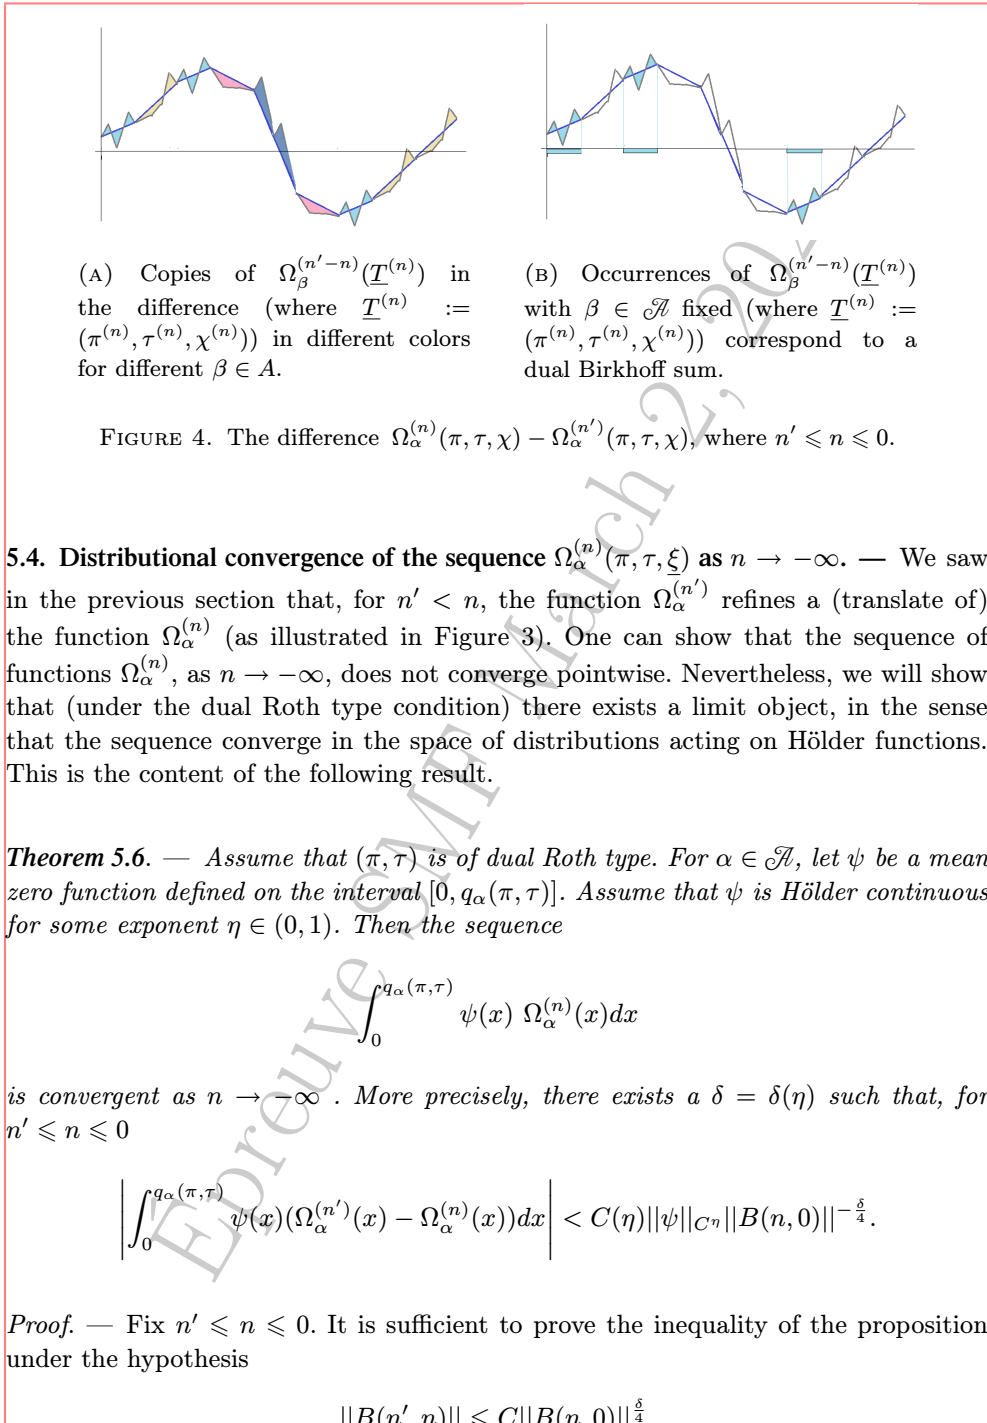 (A) Copies of Ω_β^{(n′−n)}(T̲^{(n)}) in
the difference (where T̲^{(n)} :=
(π^{(n)}, τ^{(n)}, χ^{(n)})) in different colors
for different β ∈ A.
(B) Occurrences of Ω_β^{(n′−n)}(T̲^{(n)})
with β ∈ 𝒜 fixed (where T̲^{(n)} :=
(π^{(n)}, τ^{(n)}, χ^{(n)})) correspond to a
dual Birkhoff sum.
FIGURE 4. The difference Ω_α^{(n)}(π, τ, χ) − Ω_α^{(n′)}(π, τ, χ), where n′ ⩽ n ⩽ 0.
5.4. Distributional convergence of the sequence Ω_α^{(n)}(π, τ, ξ̲) as n → −∞. — We saw
in the previous section that, for n′ < n, the function Ω_α^{(n′)} refines a (translate of)
the function Ω_α^{(n)} (as illustrated in Figure 3). One can show that the sequence of
functions Ω_α^{(n)}, as n → −∞, does not converge pointwise. Nevertheless, we will show
that (under the dual Roth type condition) there exists a limit object, in the sense
that the sequence converge in the space of distributions acting on Hölder functions.
This is the content of the following result.
Theorem 5.6. — Assume that (π, τ) is of dual Roth type. For α ∈ 𝒜, let ψ be a mean
zero function defined on the interval [0, q_α(π, τ)]. Assume that ψ is Hölder continuous
for some exponent η ∈ (0, 1). Then the sequence
∫_0^{q_α(π,τ)} ψ(x) Ω_α^{(n)}(x)dx
is convergent as n → −∞ . More precisely, there exists a δ = δ(η) such that, for
n′ ⩽ n ⩽ 0
|∫_0^{q_α(π,τ)} ψ(x)(Ω_α^{(n′)}(x) − Ω_α^{(n)}(x))dx| < C(η)||ψ||_{C^η}||B(n, 0)||^{−δ/4}.
Proof. — Fix n′ ⩽ n ⩽ 0. It is sufficient to prove the inequality of the proposition
under the hypothesis
||B(n′, n)|| ≤ C||B(n, 0)||^{δ/4}
Épreuve SMF March 2, 202